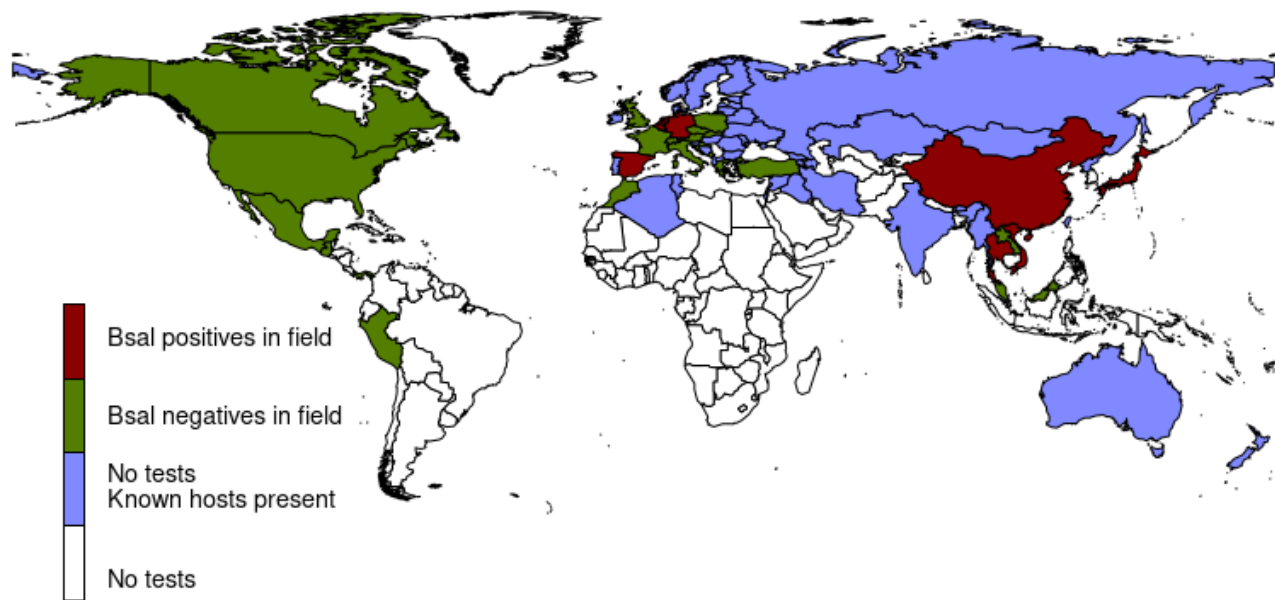 Bsal positives in field
Bsal negatives in field
No tests
Known hosts present
No tests